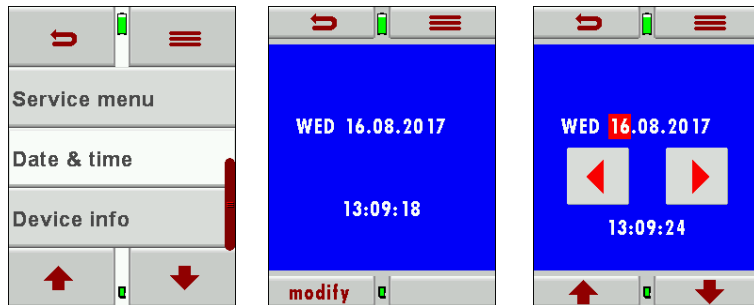 Service menu
Date & time
Device info
WED 16.08.2017
13:09:18
modify
WED 16.08.2017
13:09:24